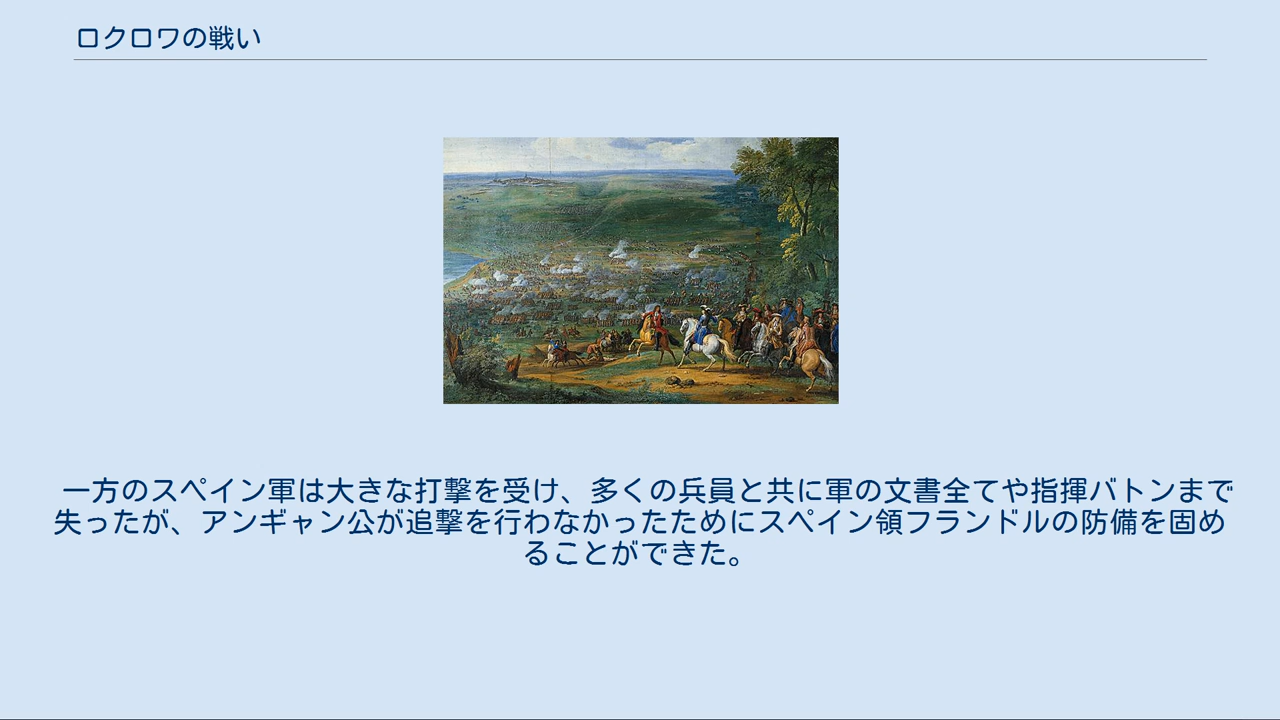 ロクロワの戦い
一方のスペイン軍は大きな打撃を受け、多くの兵員と共に軍の文書全てや指揮バトンまで
失ったが、アンギャン公が追撃を行わなかったためにスペイン領フランドルの防備を固め
ることができた。